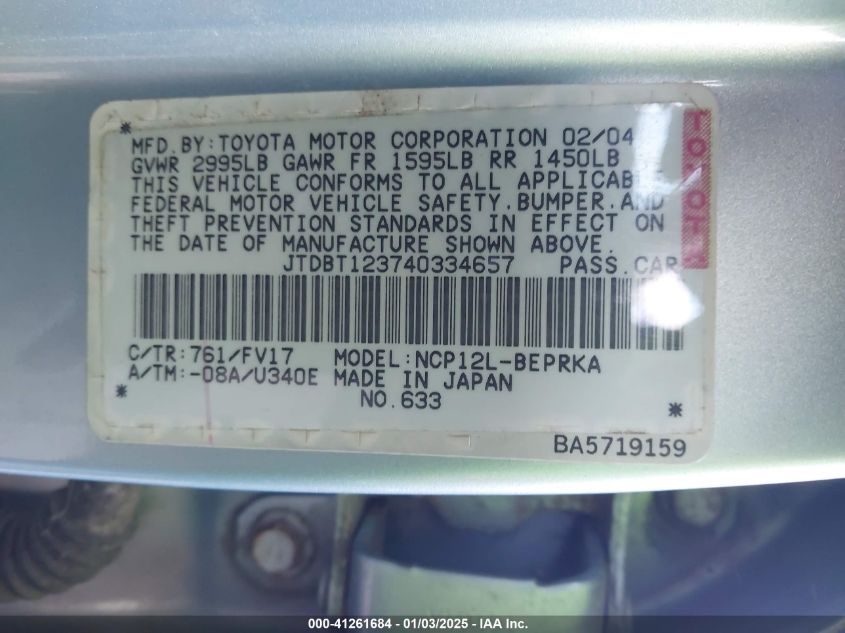 MFD.BY:TOYOTA MOTOR CORPORATION 02/04
GVWR 2995LB GAWR FR 1595LB RR 1450LB
THIS VEHICLE CONFORMS TO ALL APPLICABLE
FEDERAL MOTOR VEHICLE SAFETY.BUMPER.AND
THEFT PREVENTION STANDARDS IN EFFECT ON
THE DATE OF MANUFACTURE SHOWN ABOVE.
JTDBT123740334657 PASS.CAR
TOYOTA
C/TR:761/FV17 MODEL:NCP12L-BEPRKA
A/TM:-08A/U340E MADE IN JAPAN
NO.633
BA5719159
000-41261684 - 01/03/2025 - Copyright © IAA, Inc.